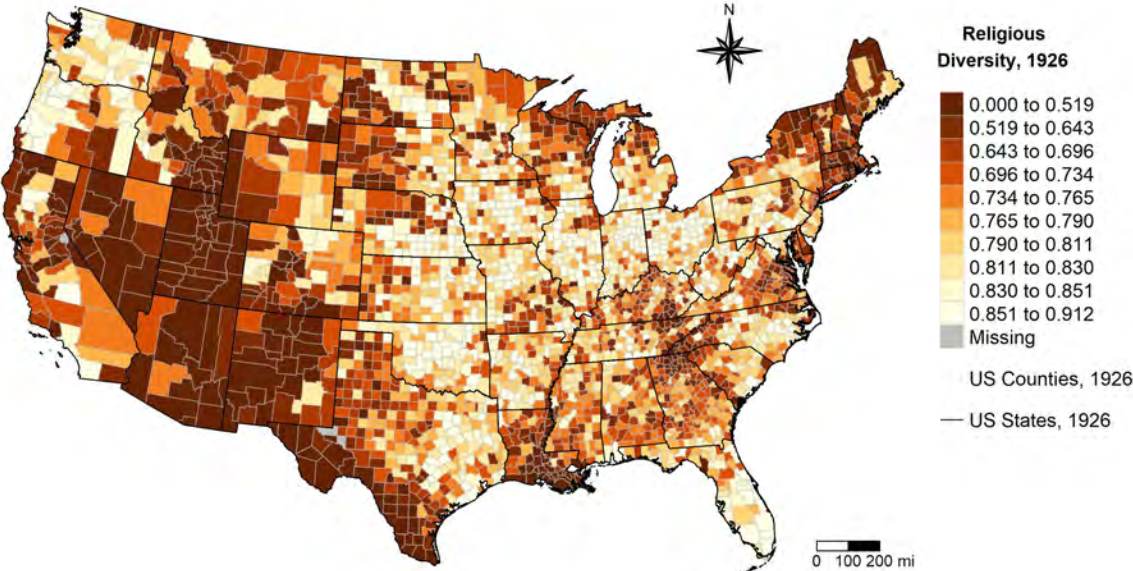 N
Religious
Diversity, 1926
0.000 to 0.519
0.519 to 0.643
0.643 to 0.696
0.696 to 0.734
0.734 to 0.765
0.765 to 0.790
0.790 to 0.811
0.811 to 0.830
0.830 to 0.851
0.851 to 0.912
Missing
US Counties, 1926
US States, 1926
0 100 200 mi